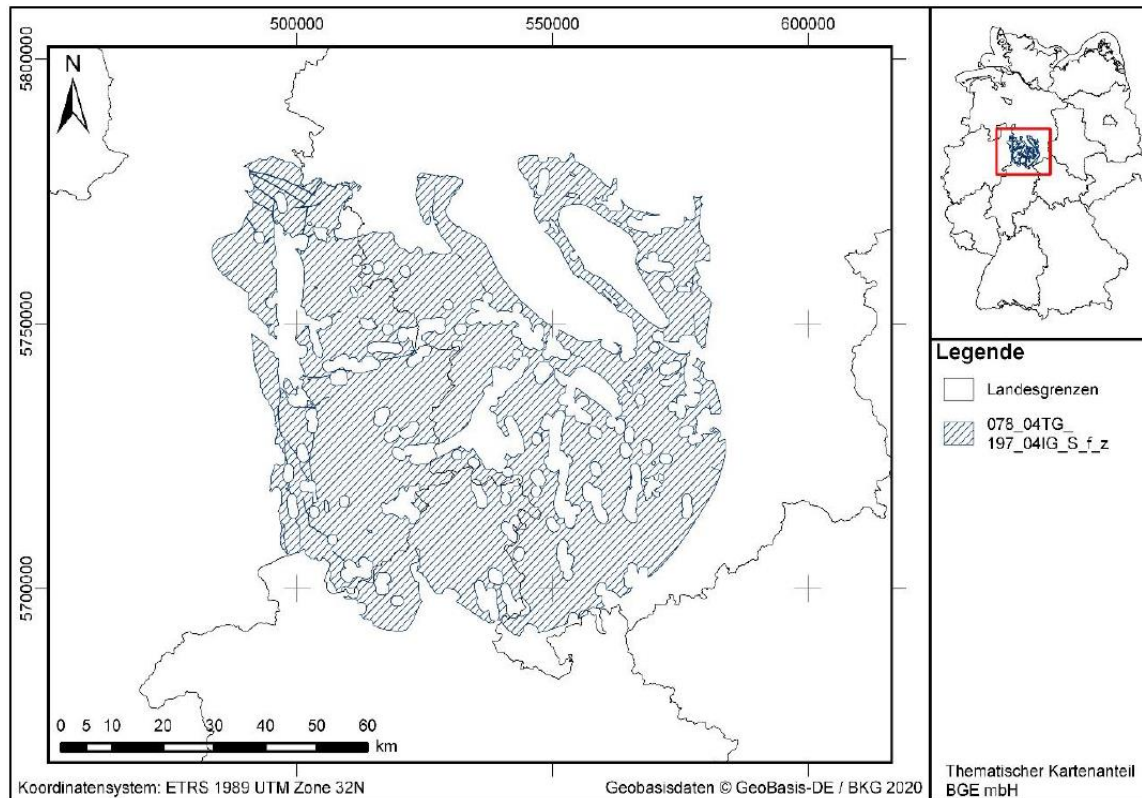 500000 550000 600000
5800000
5750000
5700000
N
0 5 10 20 30 40 50 60
km
Koordinatensystem: ETRS 1989 UTM Zone 32N
Geobasisdaten © GeoBasis-DE / BKG 2020
Legende
Landesgrenzen
078_04TG_
197_04IG_S_f_z
Thematischer Kartenanteil
BGE mbH